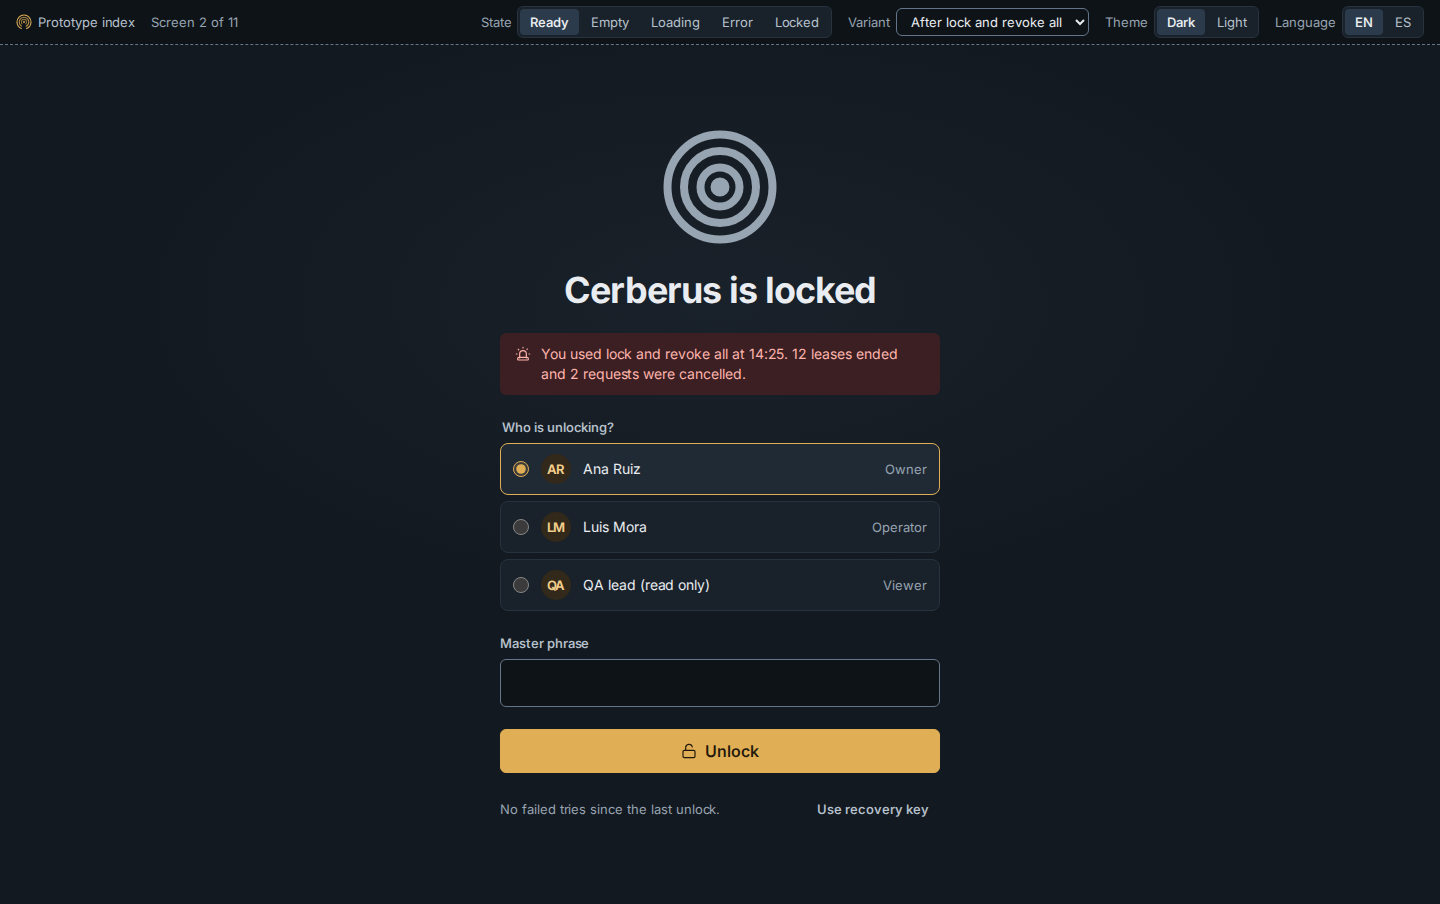 Prototype index Screen 2 of 11 State Ready Empty Loading Error Locked Variant After lock and revoke all Theme Dark Light Language EN ES
Cerberus is locked
You used lock and revoke all at 14:25. 12 leases ended
and 2 requests were cancelled.
Who is unlocking?
AR Ana Ruiz Owner
LM Luis Mora Operator
QA QA lead (read only) Viewer
Master phrase
Unlock
No failed tries since the last unlock. Use recovery key